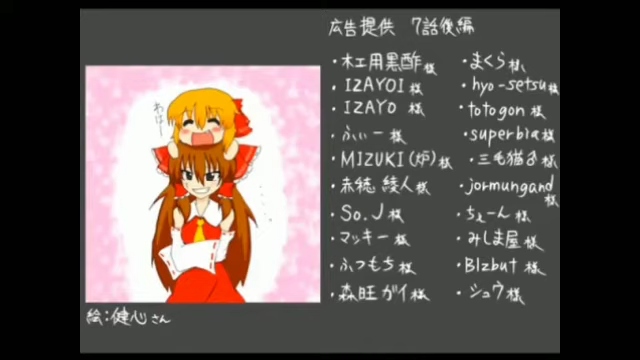 広告提供 7話後編
・木工用黒酢様
・IZAYOI様
・IZAYO様
・ふぃー様
・MIZUKI(炉)様
・赤穂綾人様
・So.J様
・マッキー様
・ふつもち様
・森旺ガイ様
・まくら様
・hyo-setsu様
・totogon様
・superbia様
・三毛猫♂様
・jormungand様
・ちぇーん様
・みしま屋様
・Blzbut様
・シュウ様
わはー
絵:健心さん